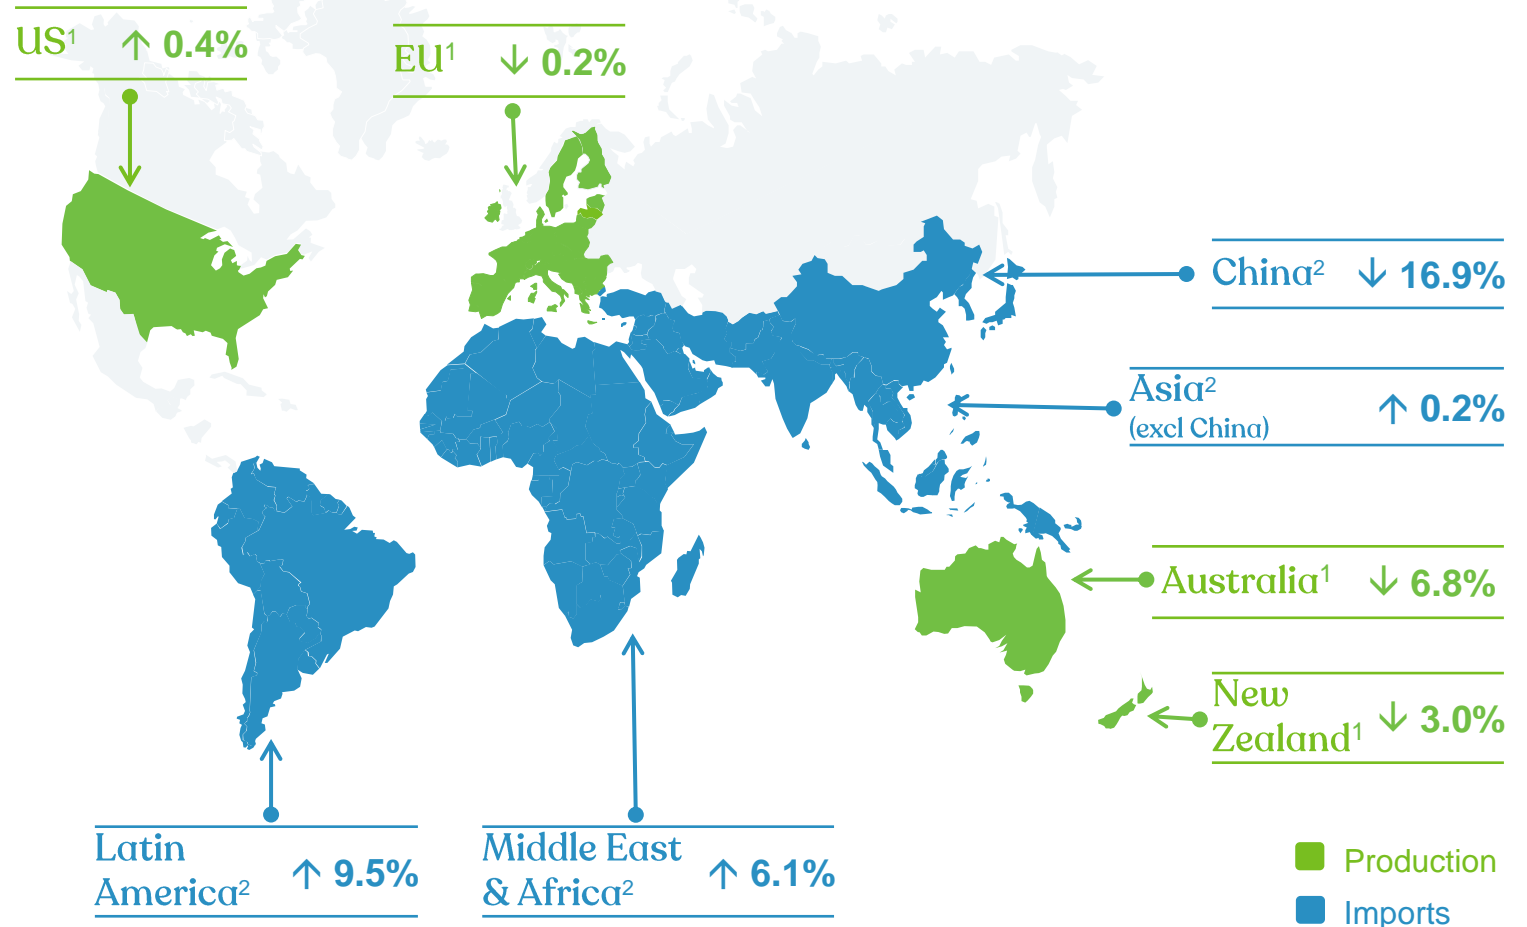 US¹ ↑ 0.4%
EU¹ ↓ 0.2%
China² ↓ 16.9%
Asia² (excl China) ↑ 0.2%
Australia¹ ↓ 6.8%
New Zealand¹ ↓ 3.0%
Latin America² ↑ 9.5%
Middle East & Africa² ↑ 6.1%
Production
Imports